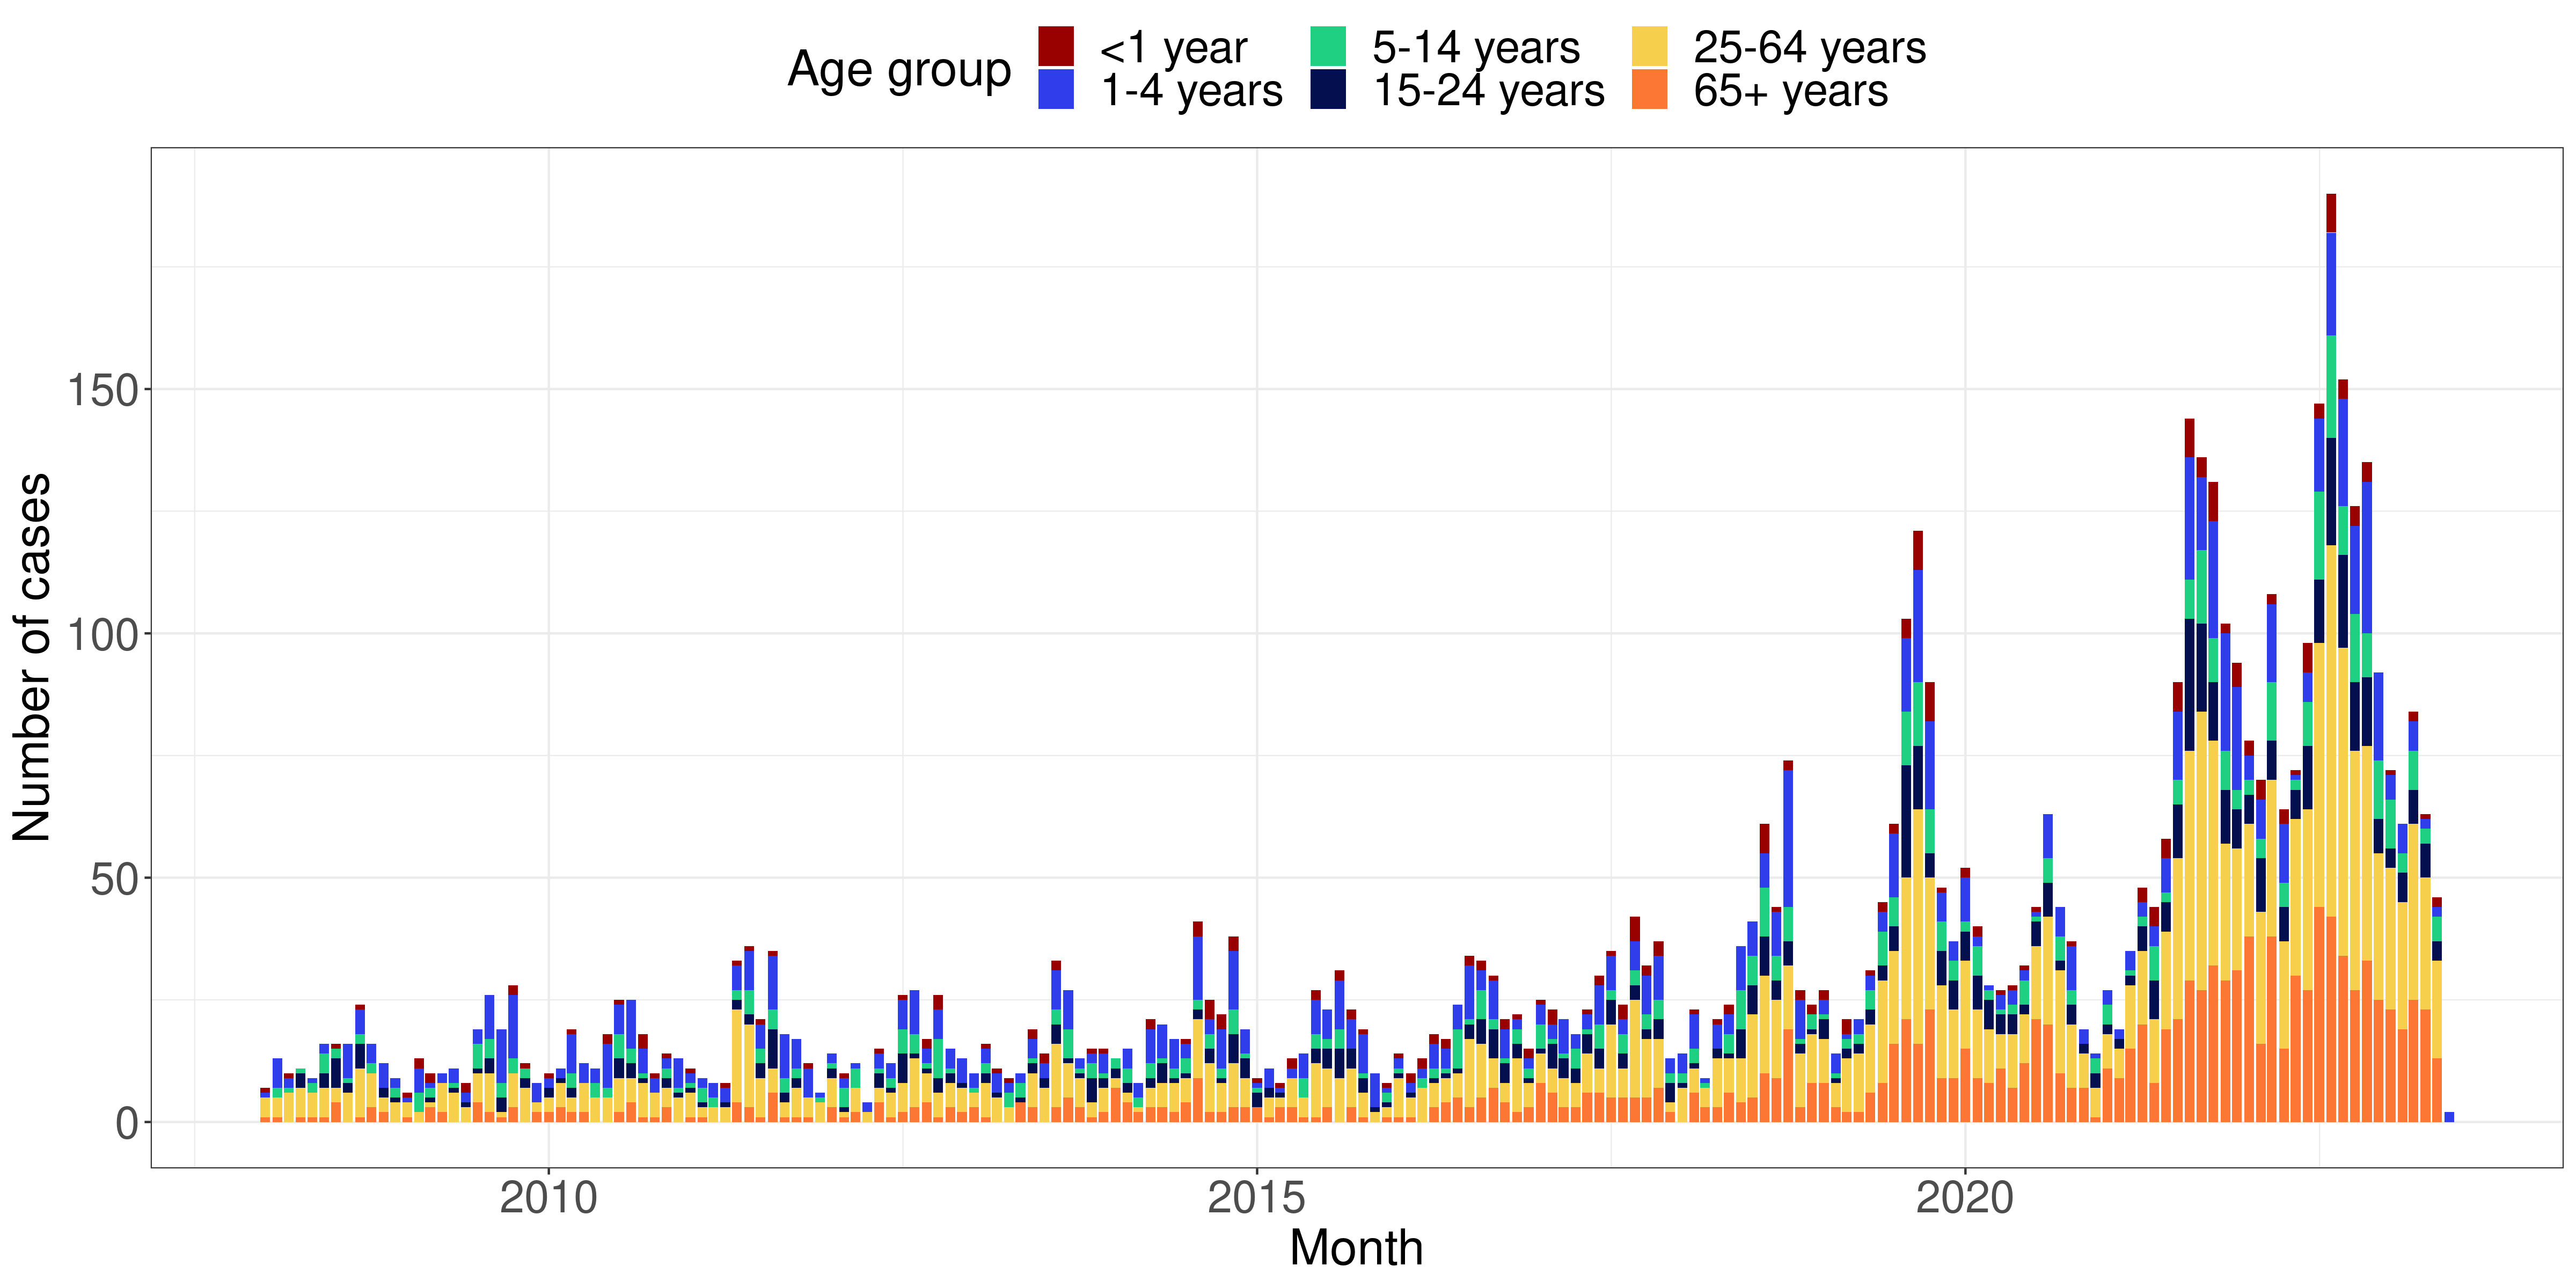 Age group
<1 year
5-14 years
25-64 years
1-4 years
15-24 years
65+ years
Number of cases
150
100
50
0
2010
2015
2020
Month